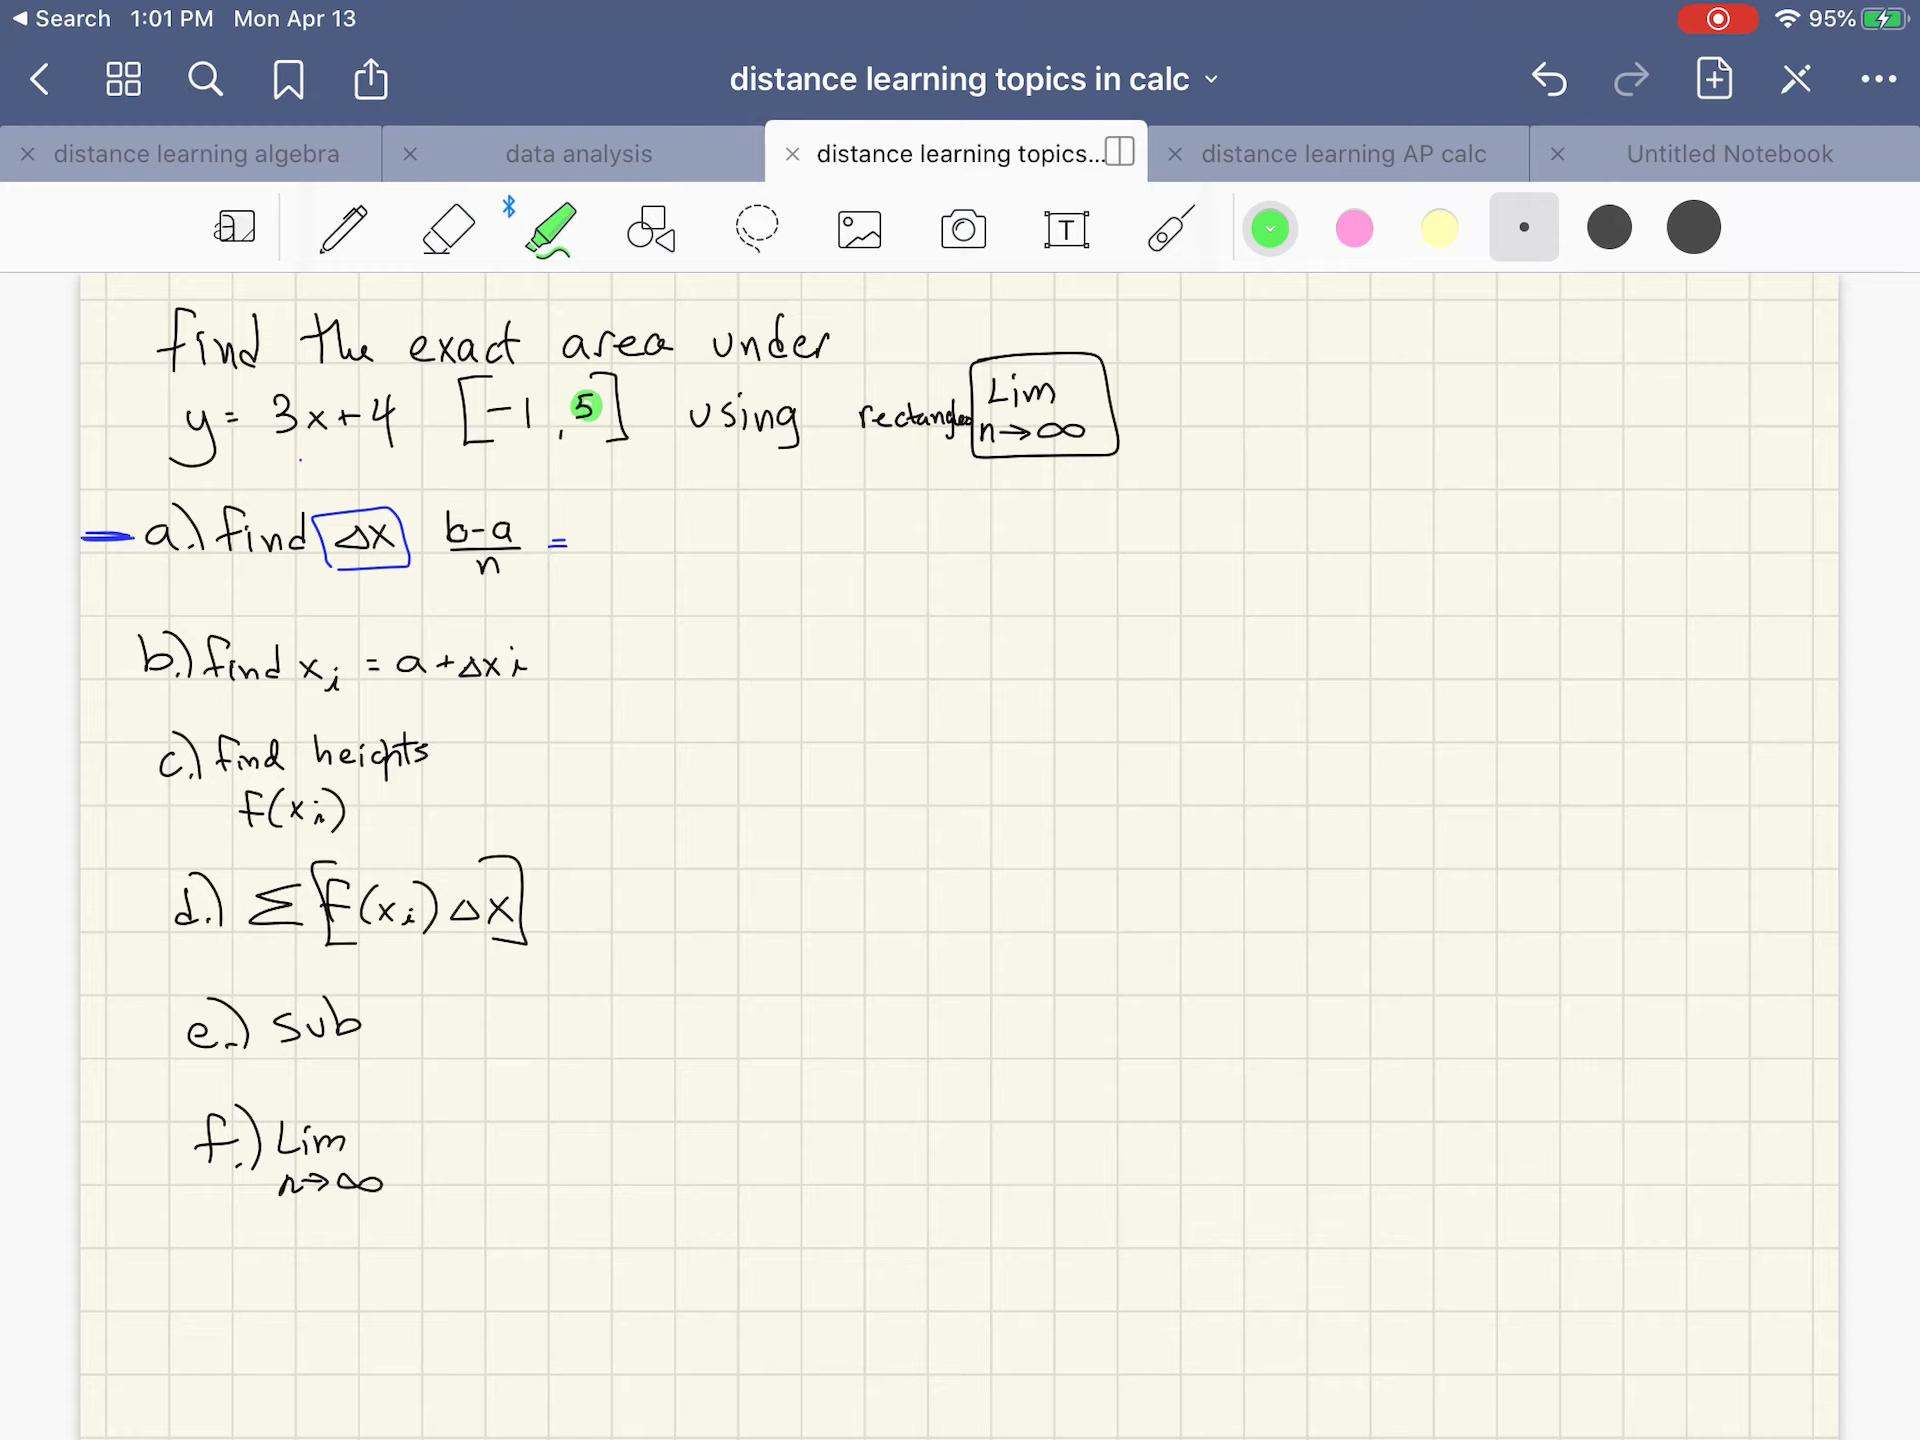 Search 1:01 PM Mon Apr 13 95%
distance learning topics in calc
distance learning algebra data analysis distance learning topics... distance learning AP calc Untitled Notebook
find the exact area under
y = 3x+4 [-1, 5] using rectangles Lim n→∞
a.) find Δx b-a/n =
b.) find xi = a+Δxi
c.) find heights
f(xi)
d.) Σ[f(xi)Δx]
e.) sub
f.) Lim
n→∞